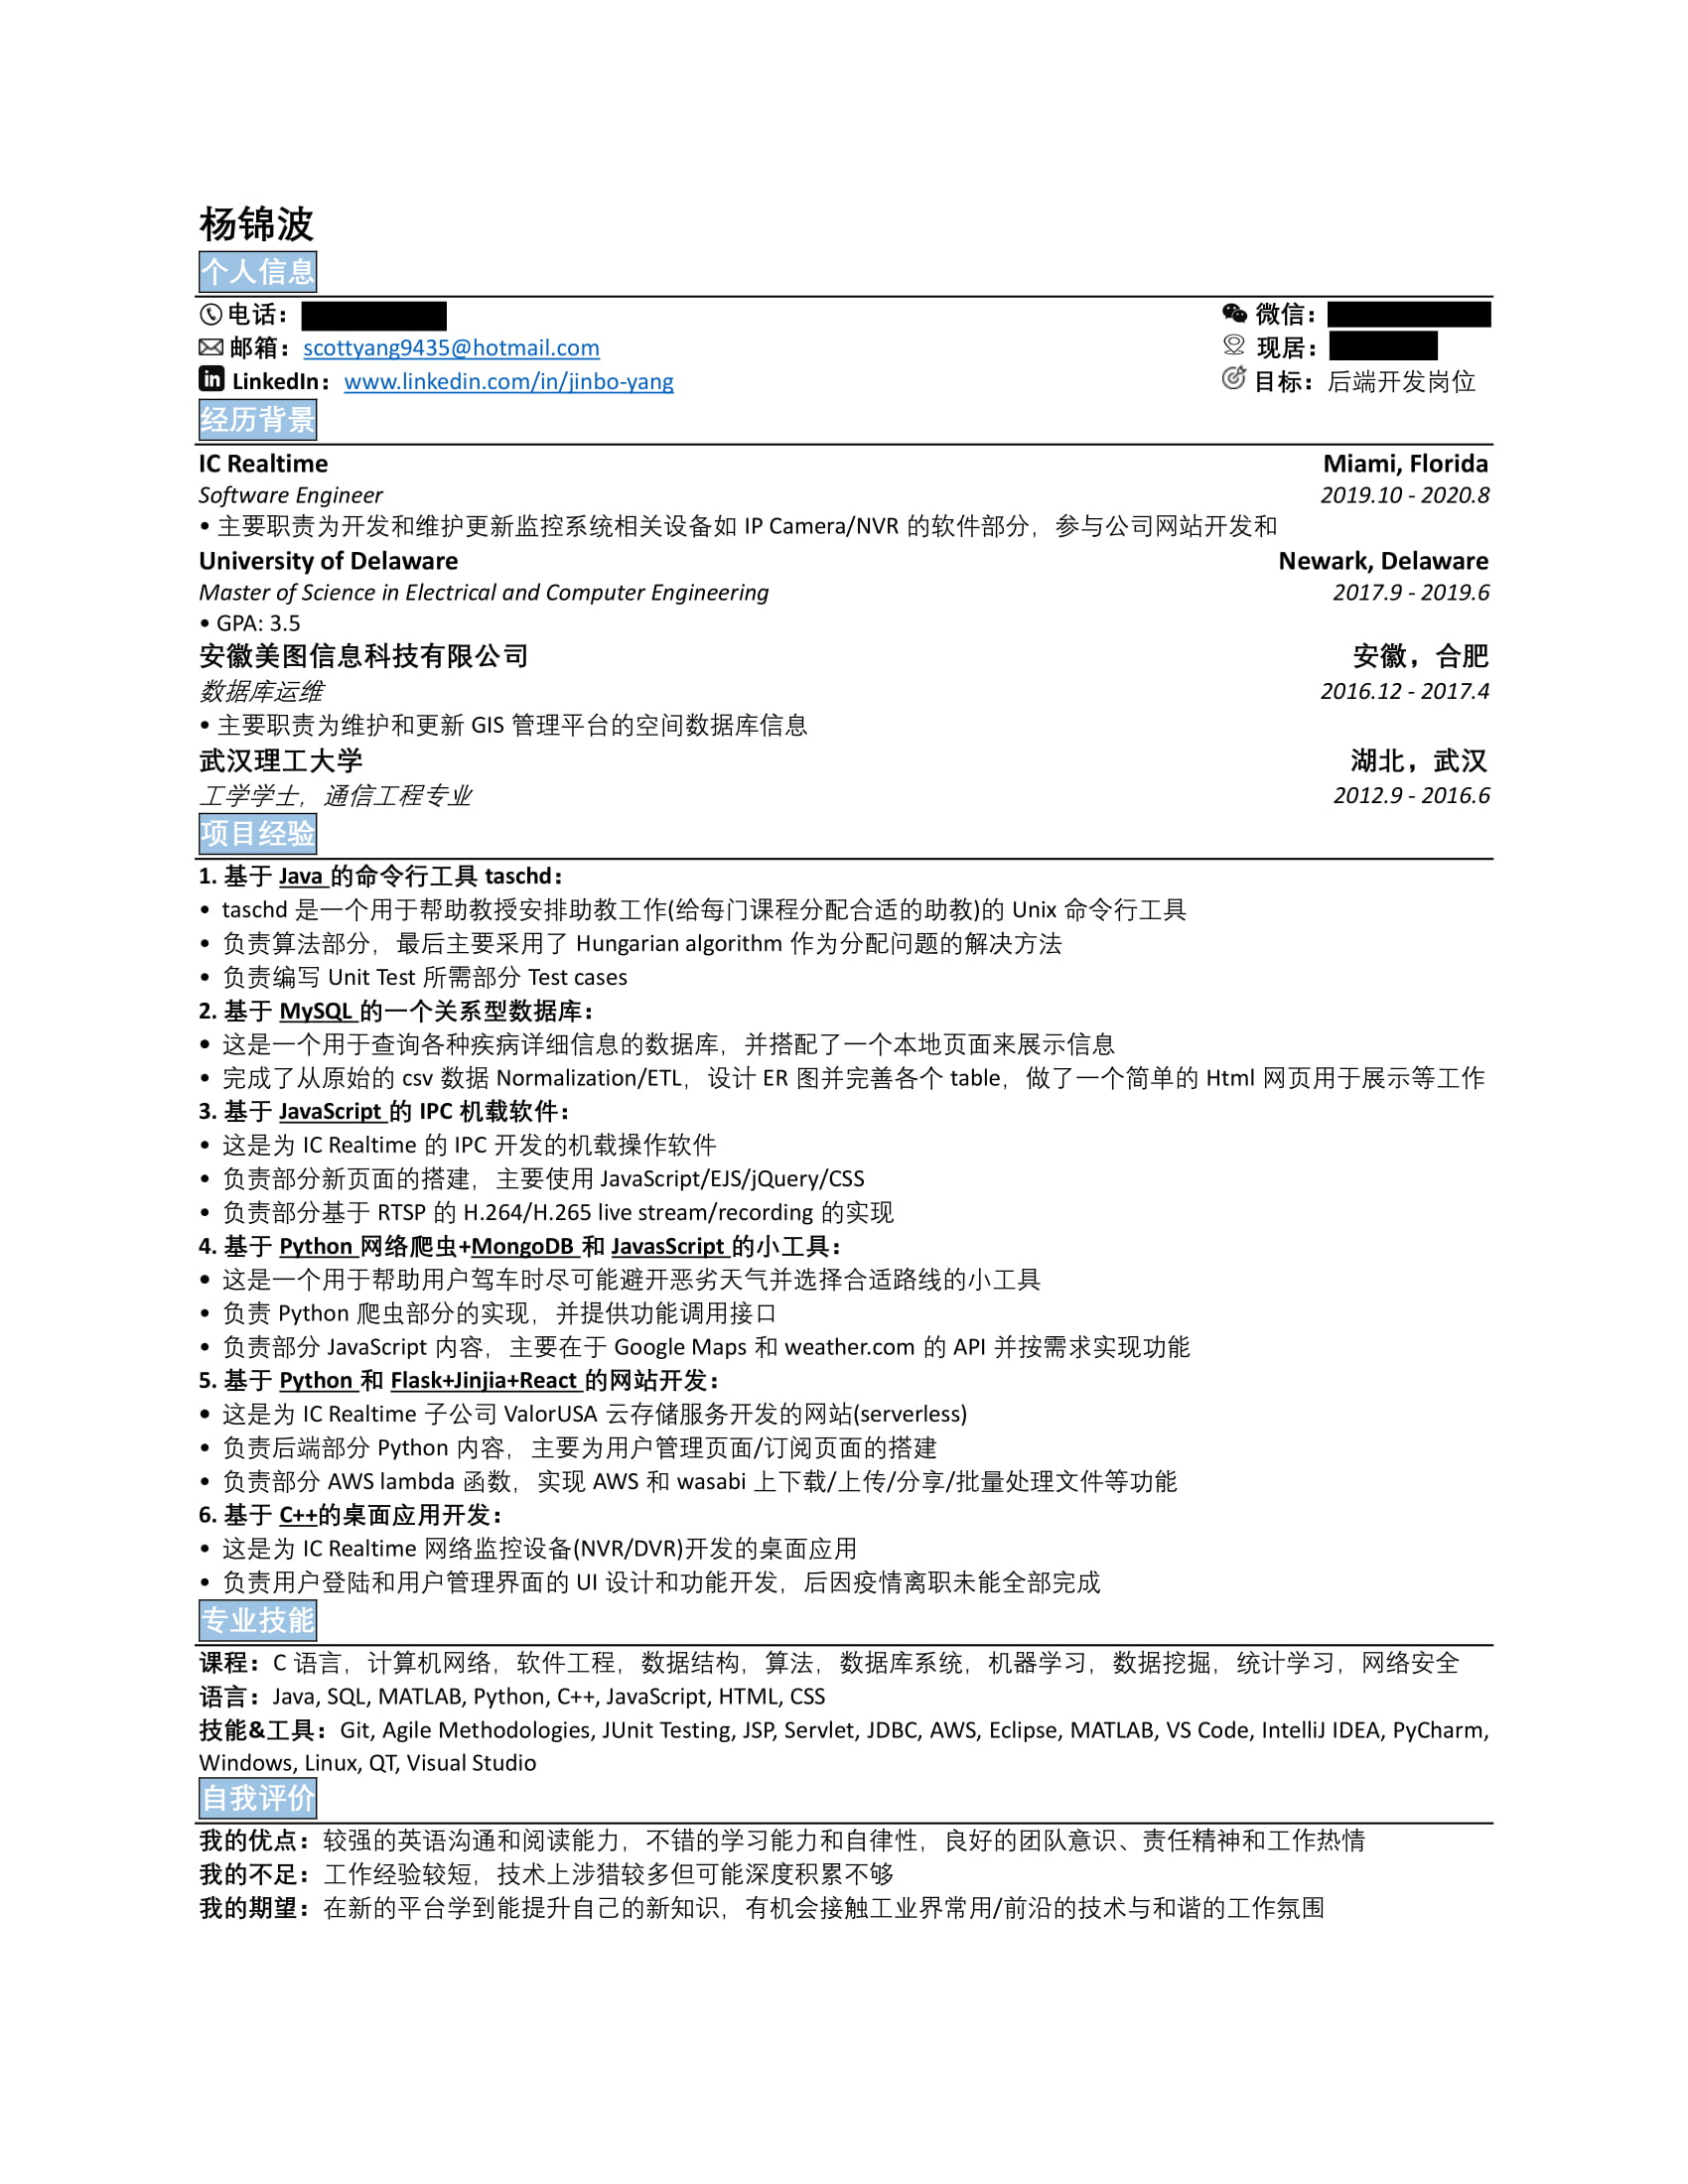 杨锦波
个人信息
电话：
微信：
邮箱：scottyang9435@hotmail.com
现居：
LinkedIn：www.linkedin.com/in/jinbo-yang
目标：后端开发岗位
经历背景
IC Realtime Miami, Florida
Software Engineer 2019.10 - 2020.8
• 主要职责为开发和维护更新监控系统相关设备如 IP Camera/NVR 的软件部分，参与公司网站开发和
University of Delaware Newark, Delaware
Master of Science in Electrical and Computer Engineering 2017.9 - 2019.6
• GPA: 3.5
安徽美图信息科技有限公司 安徽，合肥
数据库运维 2016.12 - 2017.4
• 主要职责为维护和更新 GIS 管理平台的空间数据库信息
武汉理工大学 湖北，武汉
工学学士，通信工程专业 2012.9 - 2016.6
项目经验
1. 基于 Java 的命令行工具 taschd：
• taschd 是一个用于帮助教授安排助教工作(给每门课程分配合适的助教)的 Unix 命令行工具
• 负责算法部分，最后主要采用了 Hungarian algorithm 作为分配问题的解决方法
• 负责编写 Unit Test 所需部分 Test cases
2. 基于 MySQL 的一个关系型数据库：
• 这是一个用于查询各种疾病详细信息的数据库，并搭配了一个本地页面来展示信息
• 完成了从原始的 csv 数据 Normalization/ETL，设计 ER 图并完善各个 table，做了一个简单的 Html 网页用于展示等工作
3. 基于 JavaScript 的 IPC 机载软件：
• 这是为 IC Realtime 的 IPC 开发的机载操作软件
• 负责部分新页面的搭建，主要使用 JavaScript/EJS/jQuery/CSS
• 负责部分基于 RTSP 的 H.264/H.265 live stream/recording 的实现
4. 基于 Python 网络爬虫+MongoDB 和 JavasScript 的小工具：
• 这是一个用于帮助用户驾车时尽可能避开恶劣天气并选择合适路线的小工具
• 负责 Python 爬虫部分的实现，并提供功能调用接口
• 负责部分 JavaScript 内容，主要在于 Google Maps 和 weather.com 的 API 并按需求实现功能
5. 基于 Python 和 Flask+Jinjia+React 的网站开发：
• 这是为 IC Realtime 子公司 ValorUSA 云存储服务开发的网站(serverless)
• 负责后端部分 Python 内容，主要为用户管理页面/订阅页面的搭建
• 负责部分 AWS lambda 函数，实现 AWS 和 wasabi 上下载/上传/分享/批量处理文件等功能
6. 基于 C++的桌面应用开发：
• 这是为 IC Realtime 网络监控设备(NVR/DVR)开发的桌面应用
• 负责用户登陆和用户管理界面的 UI 设计和功能开发，后因疫情离职未能全部完成
专业技能
课程：C 语言，计算机网络，软件工程，数据结构，算法，数据库系统，机器学习，数据挖掘，统计学习，网络安全
语言：Java, SQL, MATLAB, Python, C++, JavaScript, HTML, CSS
技能&工具：Git, Agile Methodologies, JUnit Testing, JSP, Servlet, JDBC, AWS, Eclipse, MATLAB, VS Code, IntelliJ IDEA, PyCharm,
Windows, Linux, QT, Visual Studio
自我评价
我的优点：较强的英语沟通和阅读能力，不错的学习能力和自律性，良好的团队意识、责任精神和工作热情
我的不足：工作经验较短，技术上涉猎较多但可能深度积累不够
我的期望：在新的平台学到能提升自己的新知识，有机会接触工业界常用/前沿的技术与和谐的工作氛围